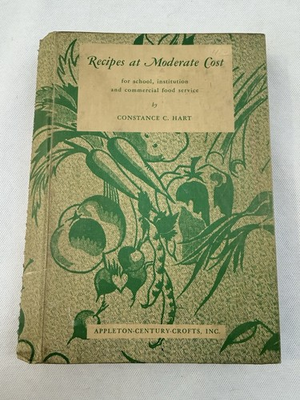 Recipes at Moderate Cost
for school, institution
and commercial food service
by
CONSTANCE C. HART
APPLETON-CENTURY-CROFTS, INC.